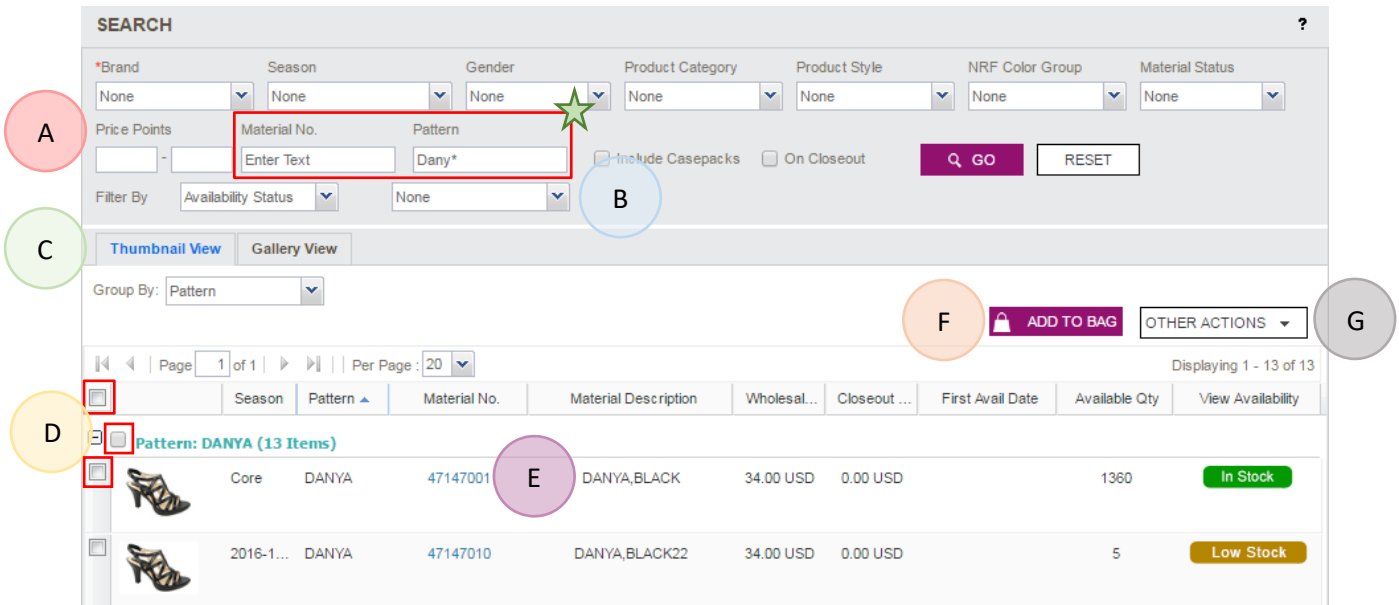 SEARCH ?
*Brand Season Gender Product Category Product Style NRF Color Group Material Status
None None None None None None None
A Price Points Material No. Pattern
- Enter Text Dany* Include Casepacks On Closeout GO RESET
Filter By Availability Status None B
C Thumbnail View Gallery View
Group By: Pattern
F ADD TO BAG OTHER ACTIONS G
Page 1 of 1 Per Page : 20 Displaying 1 - 13 of 13
Season Pattern Material No. Material Description Wholesal... Closeout ... First Avail Date Available Qty View Availability
D Pattern: DANYA (13 Items)
Core DANYA 47147001 E DANYA,BLACK 34.00 USD 0.00 USD 1360 In Stock
2016-1... DANYA 47147010 DANYA,BLACK22 34.00 USD 0.00 USD 5 Low Stock